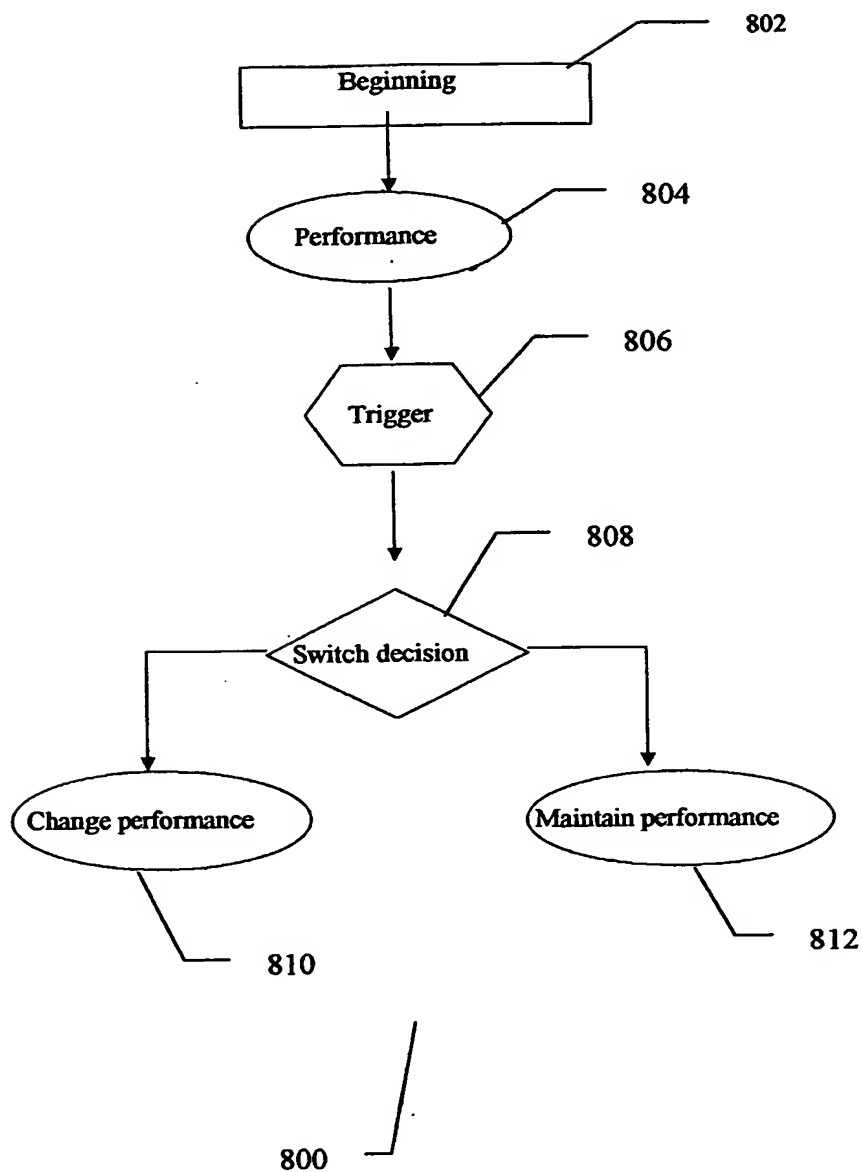 802
Beginning
804
Performance
806
Trigger
808
Switch decision
Change performance
Maintain performance
812
810
800